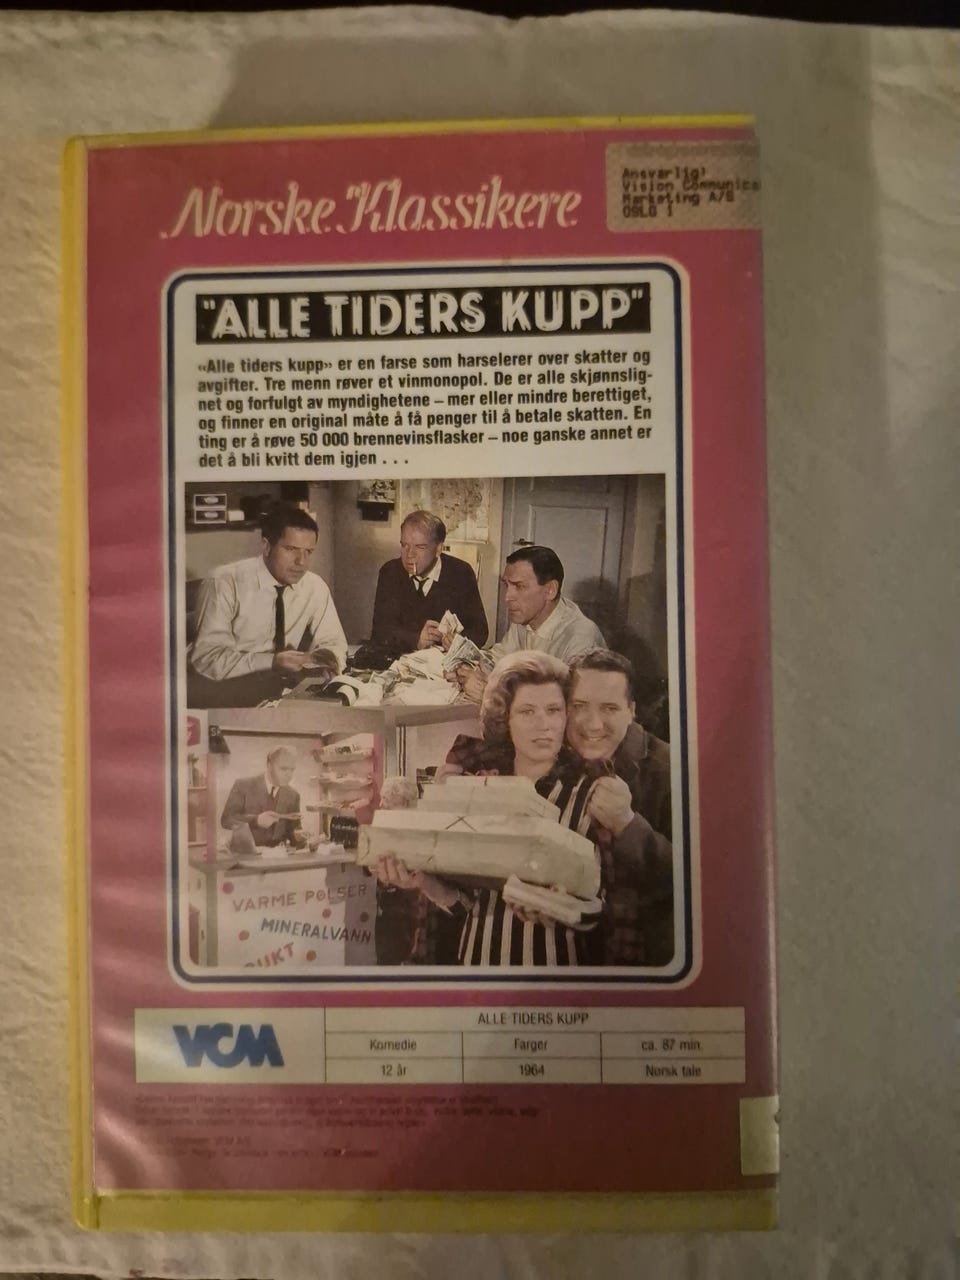 Norske Klassikere
Ansvarlig:
Vision Communica
Marketing A/S
OSLO 1
"ALLE TIDERS KUPP"
«Alle tiders kupp» er en farse som harselerer over skatter og
avgifter. Tre menn røver et vinmonopol. De er alle skjønnslig-
net og forfulgt av myndighetene – mer eller mindre berettiget,
og finner en original måte å få penger til å betale skatten. En
ting er å røve 50 000 brennevinsflasker – noe ganske annet er
det å bli kvitt dem igjen . . .
VARME PØLSER
MINERALVANN
UKT
VCM
ALLE TIDERS KUPP
Komedie
Farger
ca. 87 min.
12 år
1964
Norsk tale